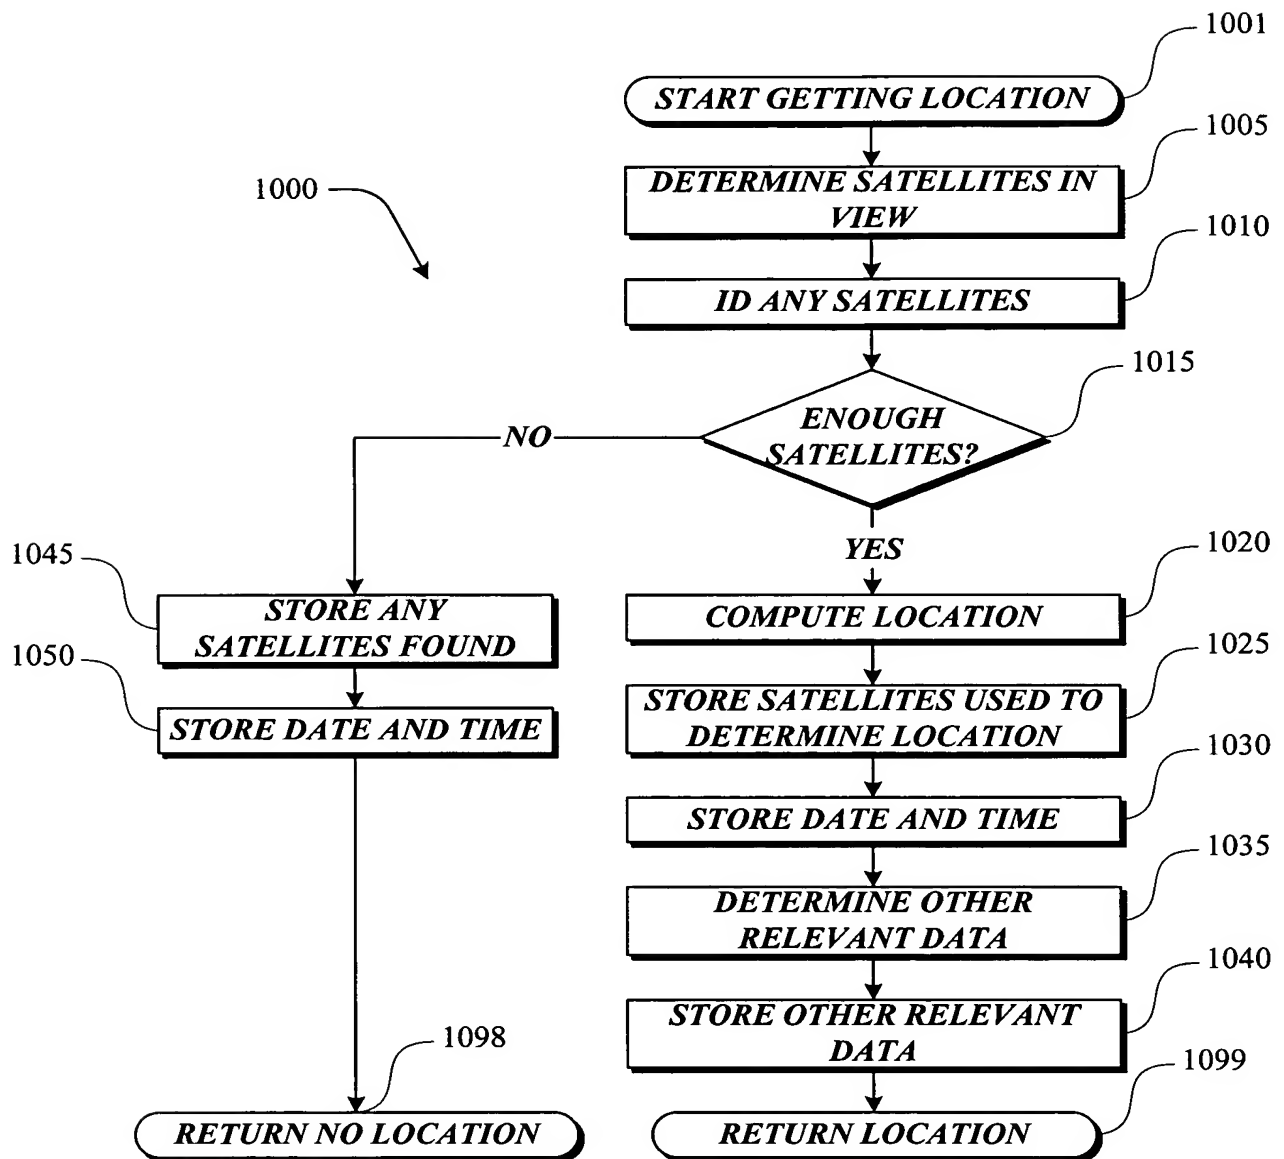 1001
START GETTING LOCATION
1005
DETERMINE SATELLITES IN
VIEW
1000
1010
ID ANY SATELLITES
1015
ENOUGH
SATELLITES?
NO
YES
1045
STORE ANY
SATELLITES FOUND
1050
STORE DATE AND TIME
1098
RETURN NO LOCATION
1020
COMPUTE LOCATION
1025
STORE SATELLITES USED TO
DETERMINE LOCATION
1030
STORE DATE AND TIME
1035
DETERMINE OTHER
RELEVANT DATA
1040
STORE OTHER RELEVANT
DATA
1099
RETURN LOCATION